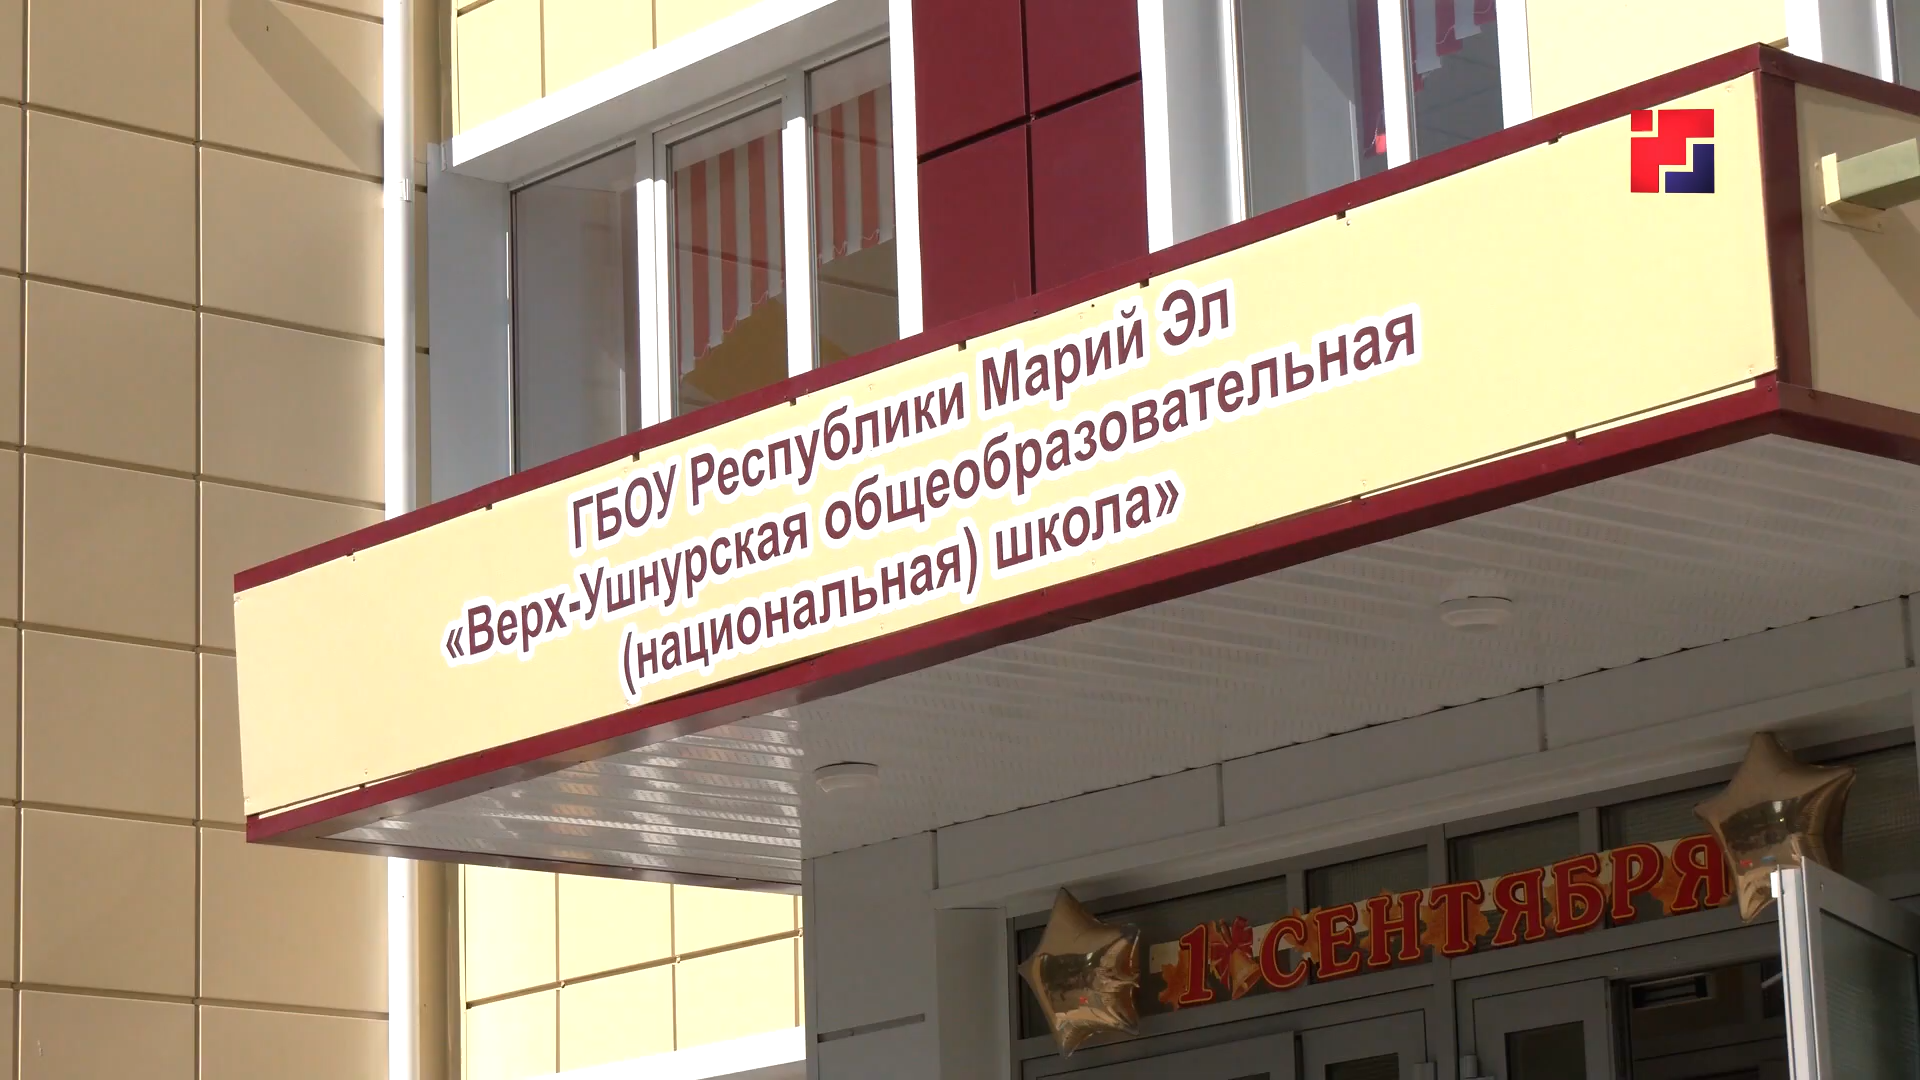 ГБОУ Республики Марий Эл
«Верх-Ушнурская общеобразовательная
(национальная) школа»
1 СЕНТЯБРЯ